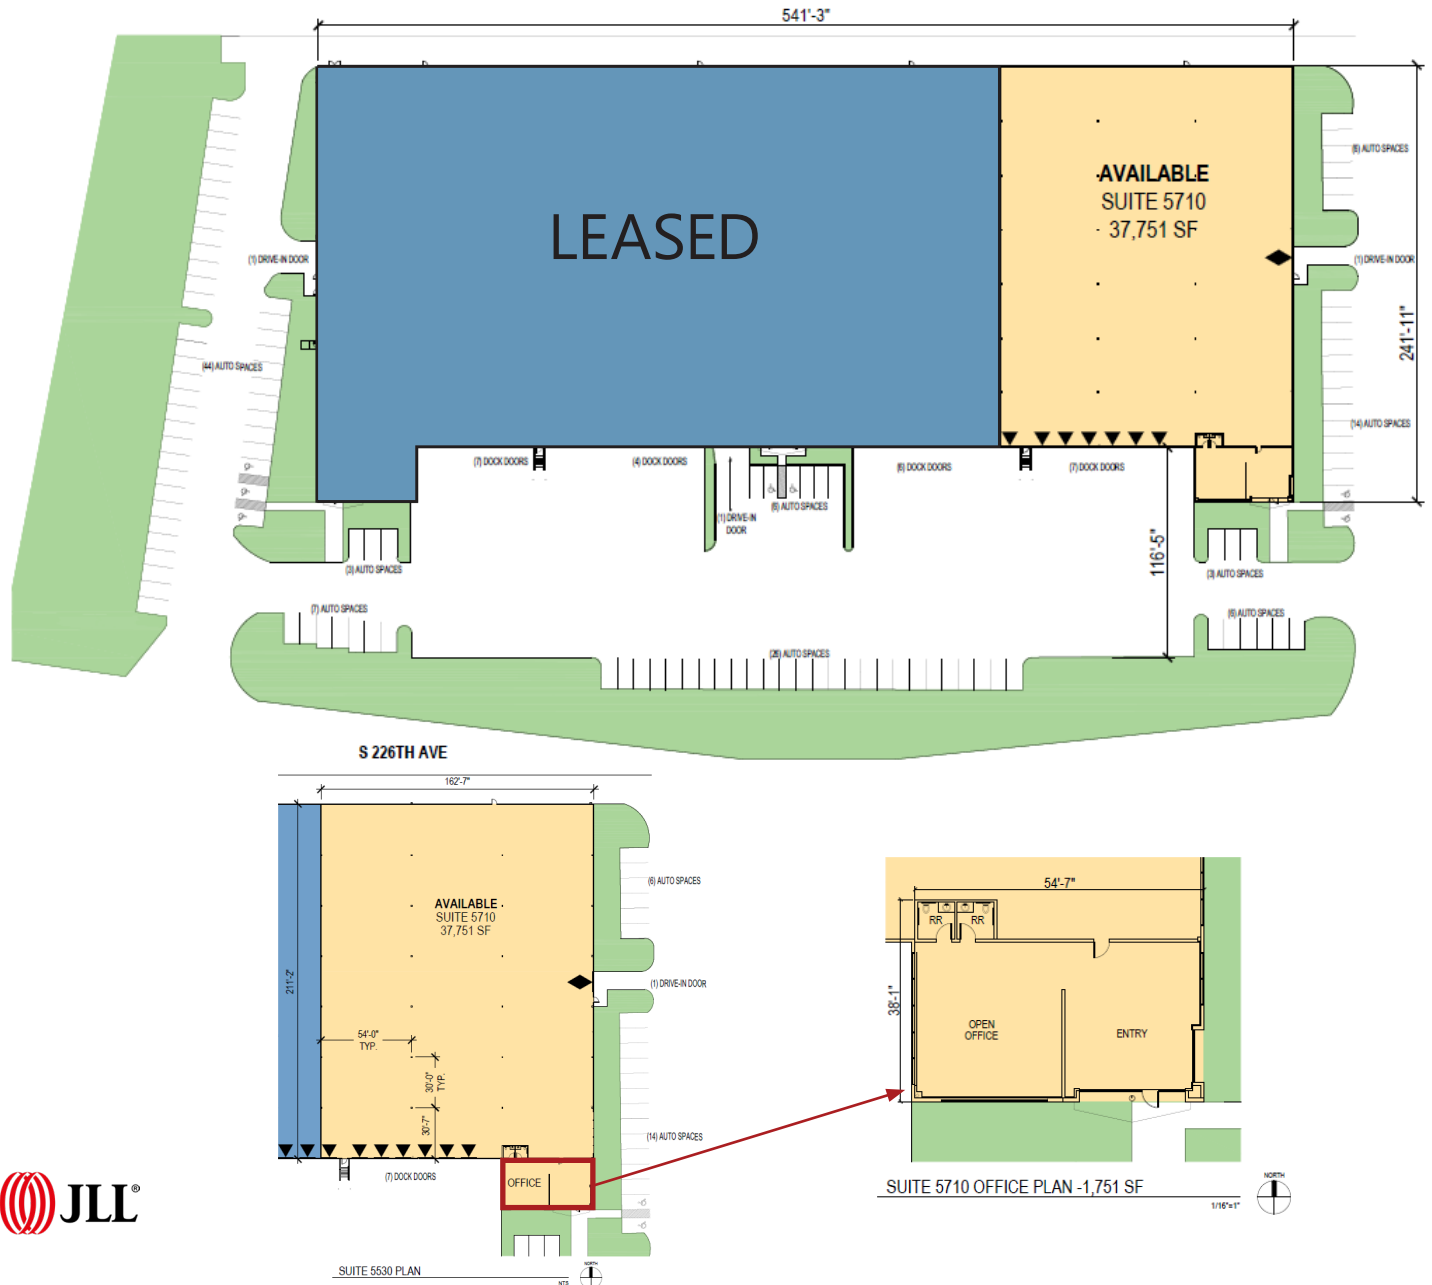 541'-3"
AVAILABLE
SUITE 5710
37,751 SF
LEASED
(6) AUTO SPACES
(1) DRIVE-IN DOOR
(1) DRIVE-IN DOOR
241'-11"
(44) AUTO SPACES
(14) AUTO SPACES
(7) DOCK DOORS
(4) DOCK DOORS
(6) DOCK DOORS
(7) DOCK DOORS
(6) AUTO SPACES
(1) DRIVE-IN
DOOR
116'-5"
(3) AUTO SPACES
(3) AUTO SPACES
(7) AUTO SPACES
(6) AUTO SPACES
(26) AUTO SPACES
S 226TH AVE
162'-7"
AVAILABLE
SUITE 5710
37,751 SF
(6) AUTO SPACES
211'-2"
(1) DRIVE-IN DOOR
54'-0"
TYP.
30'-0"
TYP.
30'-7"
(14) AUTO SPACES
(7) DOCK DOORS
OFFICE
SUITE 5530 PLAN
NORTH
NTS
54'-7"
RR
RR
38'-1"
OPEN
OFFICE
ENTRY
SUITE 5710 OFFICE PLAN -1,751 SF
1/16"=1"
NORTH
JLL®